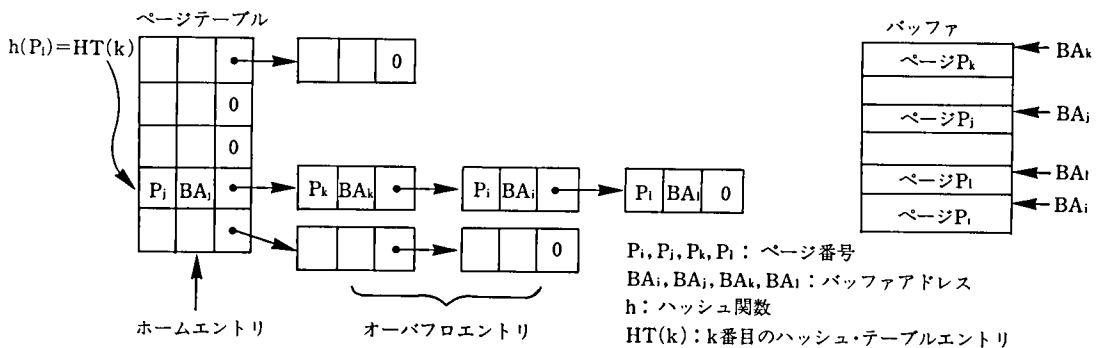 ページテーブル
h(Pl)=HT(k)
0
0
0
Pj BAj
Pk BAk
Pi BAi
Pl BAl 0
0
ホームエントリ
オーバフロエントリ
バッファ
ページPk
BAk
ページPj
BAj
ページPl
BAl
ページPi
BAi
Pi, Pj, Pk, Pl: ページ番号
BAi, BAj, BAk, BAl: バッファアドレス
h: ハッシュ関数
HT(k): k番目のハッシュ・テーブルエントリ